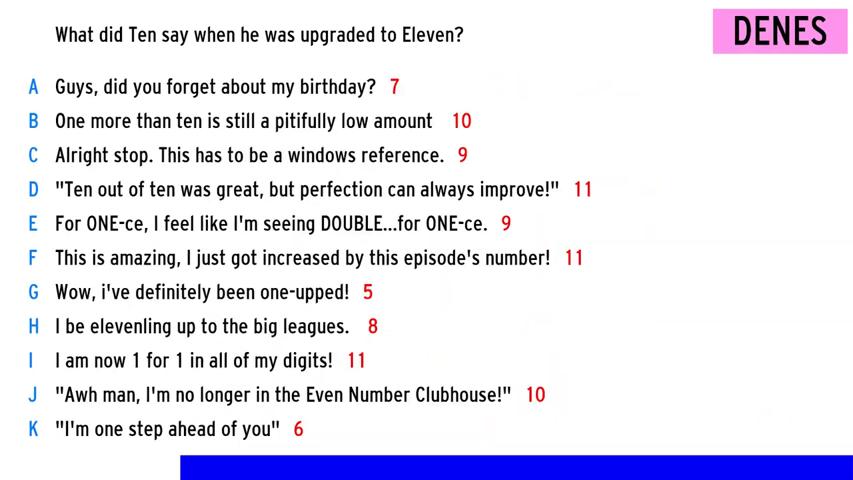 What did Ten say when he was upgraded to Eleven?
DENES
A Guys, did you forget about my birthday? 7
B One more than ten is still a pitifully low amount 10
C Alright stop. This has to be a windows reference. 9
D "Ten out of ten was great, but perfection can always improve!" 11
E For ONE-ce, I feel like I'm seeing DOUBLE...for ONE-ce. 9
F This is amazing, I just got increased by this episode's number! 11
G Wow, i've definitely been one-upped! 5
H I be elevenling up to the big leagues. 8
I I am now 1 for 1 in all of my digits! 11
J "Awh man, I'm no longer in the Even Number Clubhouse!" 10
K "I'm one step ahead of you" 6